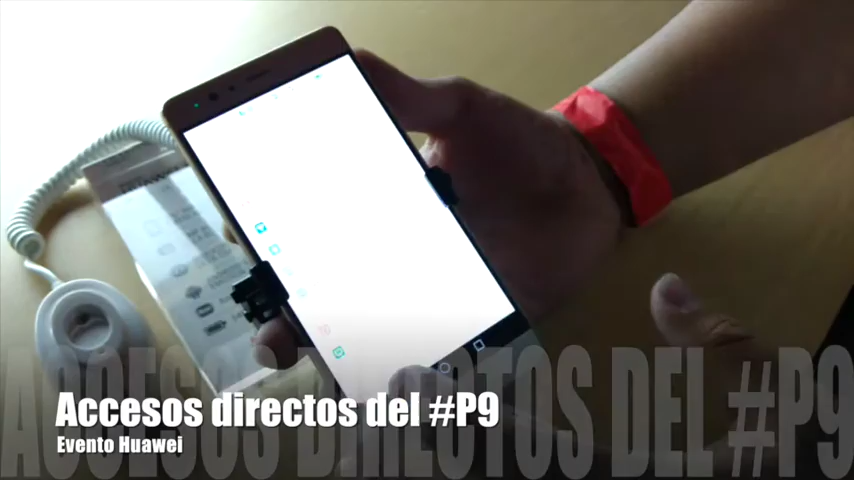 Accesos directos del #P9
Evento Huawei
ACCESOS DIRECTOS DEL #P9